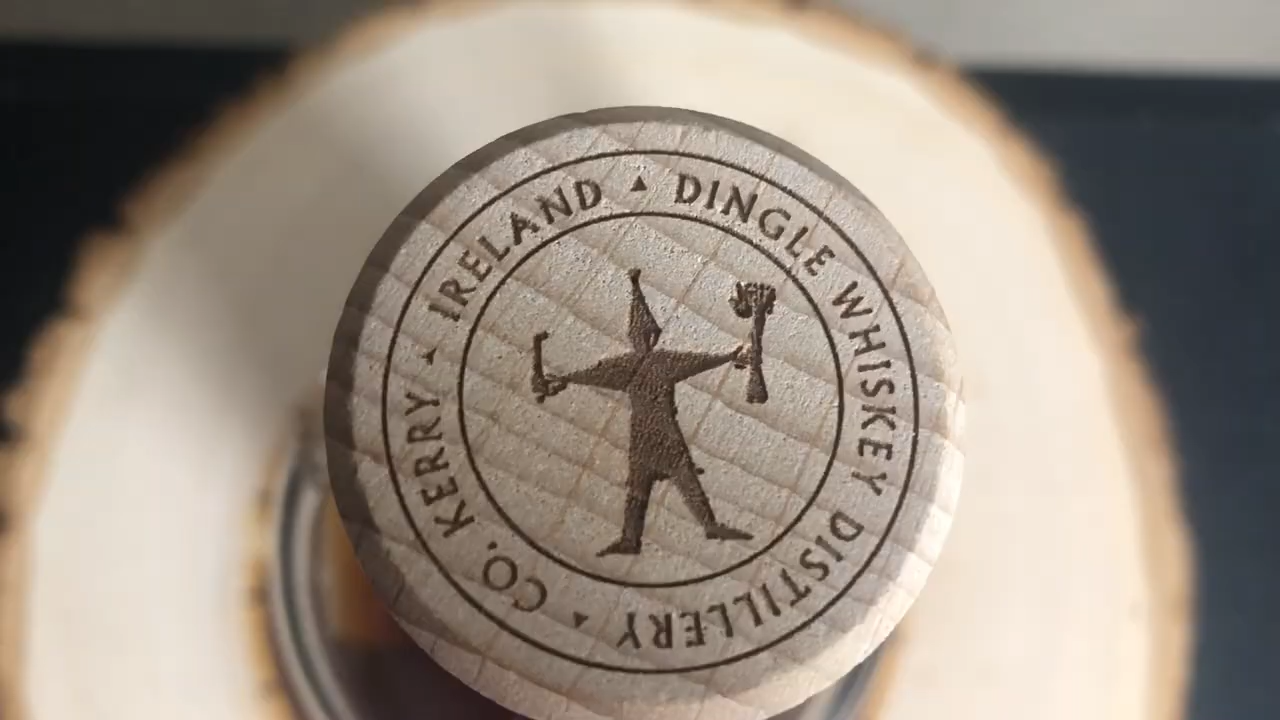 DINGLE WHISKEY DISTILLERY ▲ CO. KERRY ▲ IRELAND ▲